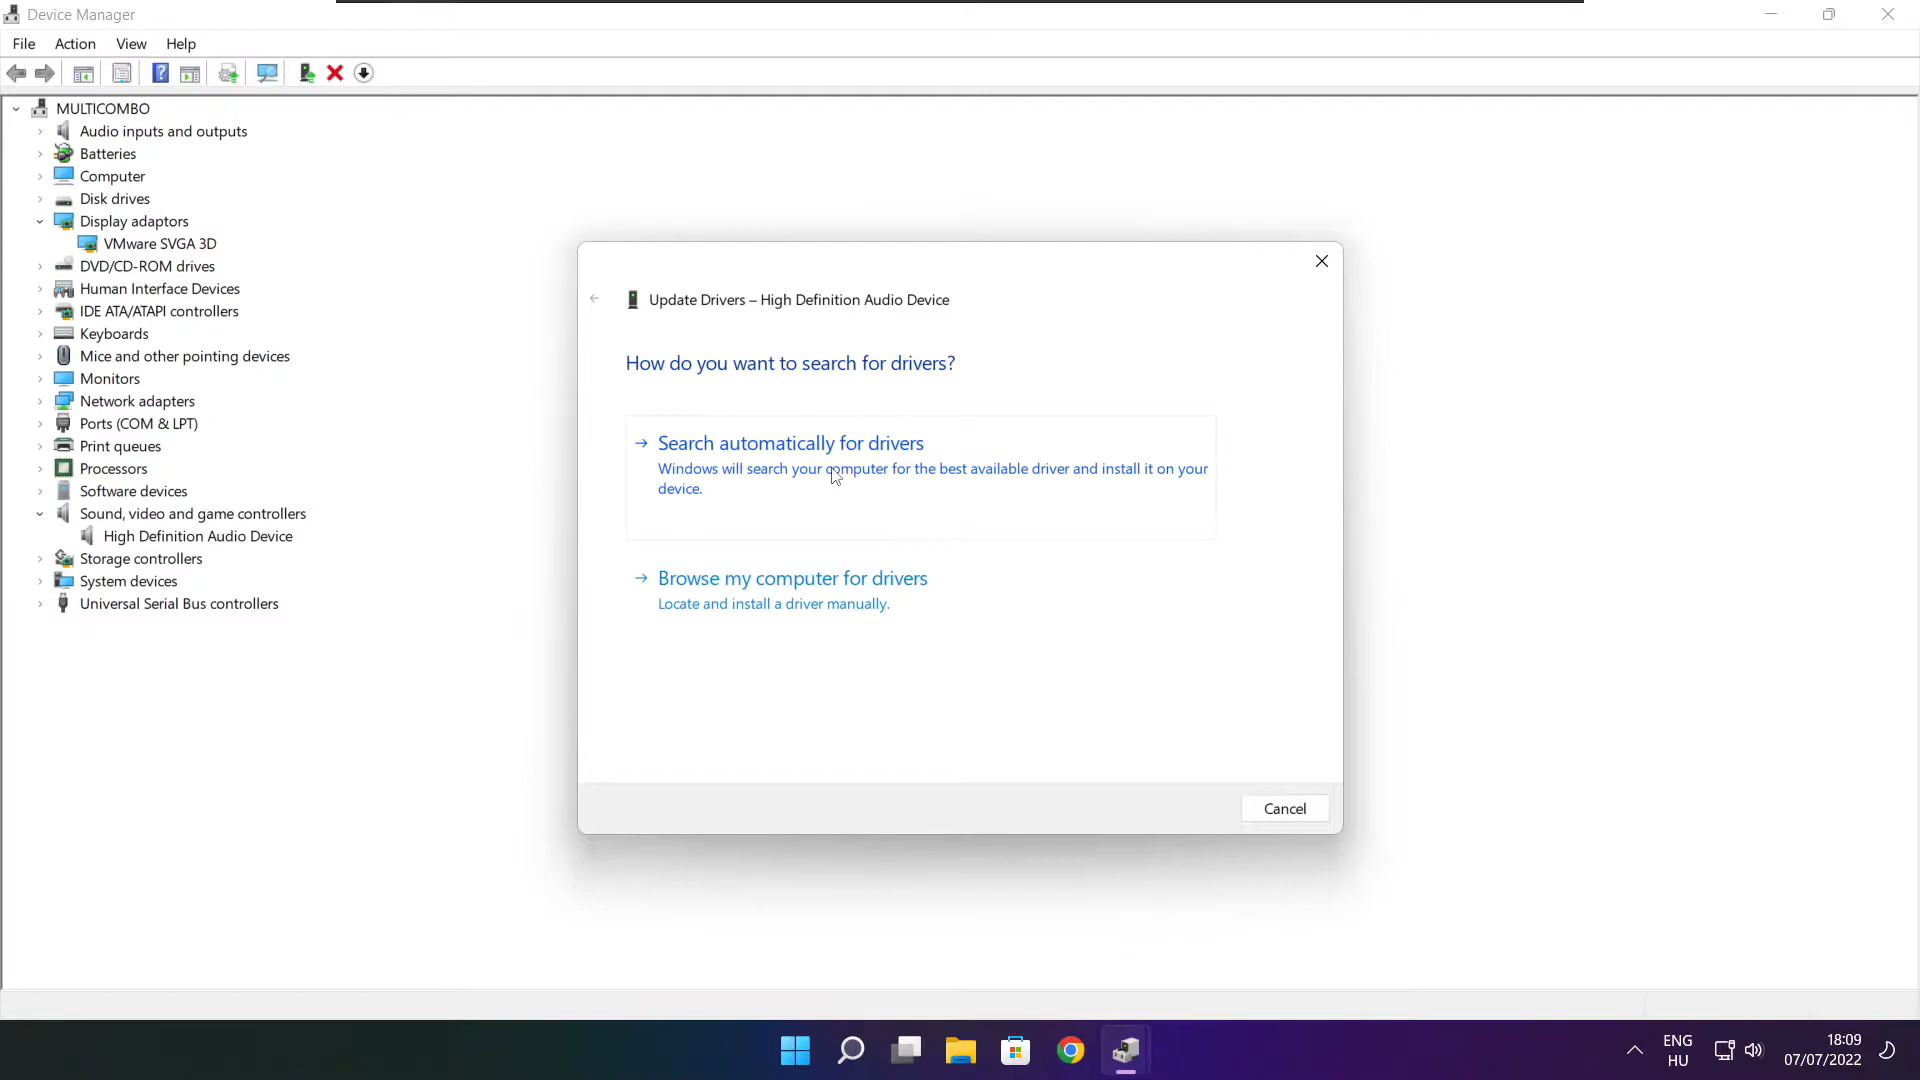 Device Manager
File Action View Help
MULTICOMBO
Audio inputs and outputs
Batteries
Computer
Disk drives
Display adaptors
VMware SVGA 3D
DVD/CD-ROM drives
Human Interface Devices
IDE ATA/ATAPI controllers
Keyboards
Mice and other pointing devices
Monitors
Network adapters
Ports (COM & LPT)
Print queues
Processors
Software devices
Sound, video and game controllers
High Definition Audio Device
Storage controllers
System devices
Universal Serial Bus controllers
Update Drivers – High Definition Audio Device
How do you want to search for drivers?
Search automatically for drivers
Windows will search your computer for the best available driver and install it on your
device.
Browse my computer for drivers
Locate and install a driver manually.
Cancel
ENG
HU
18:09
07/07/2022